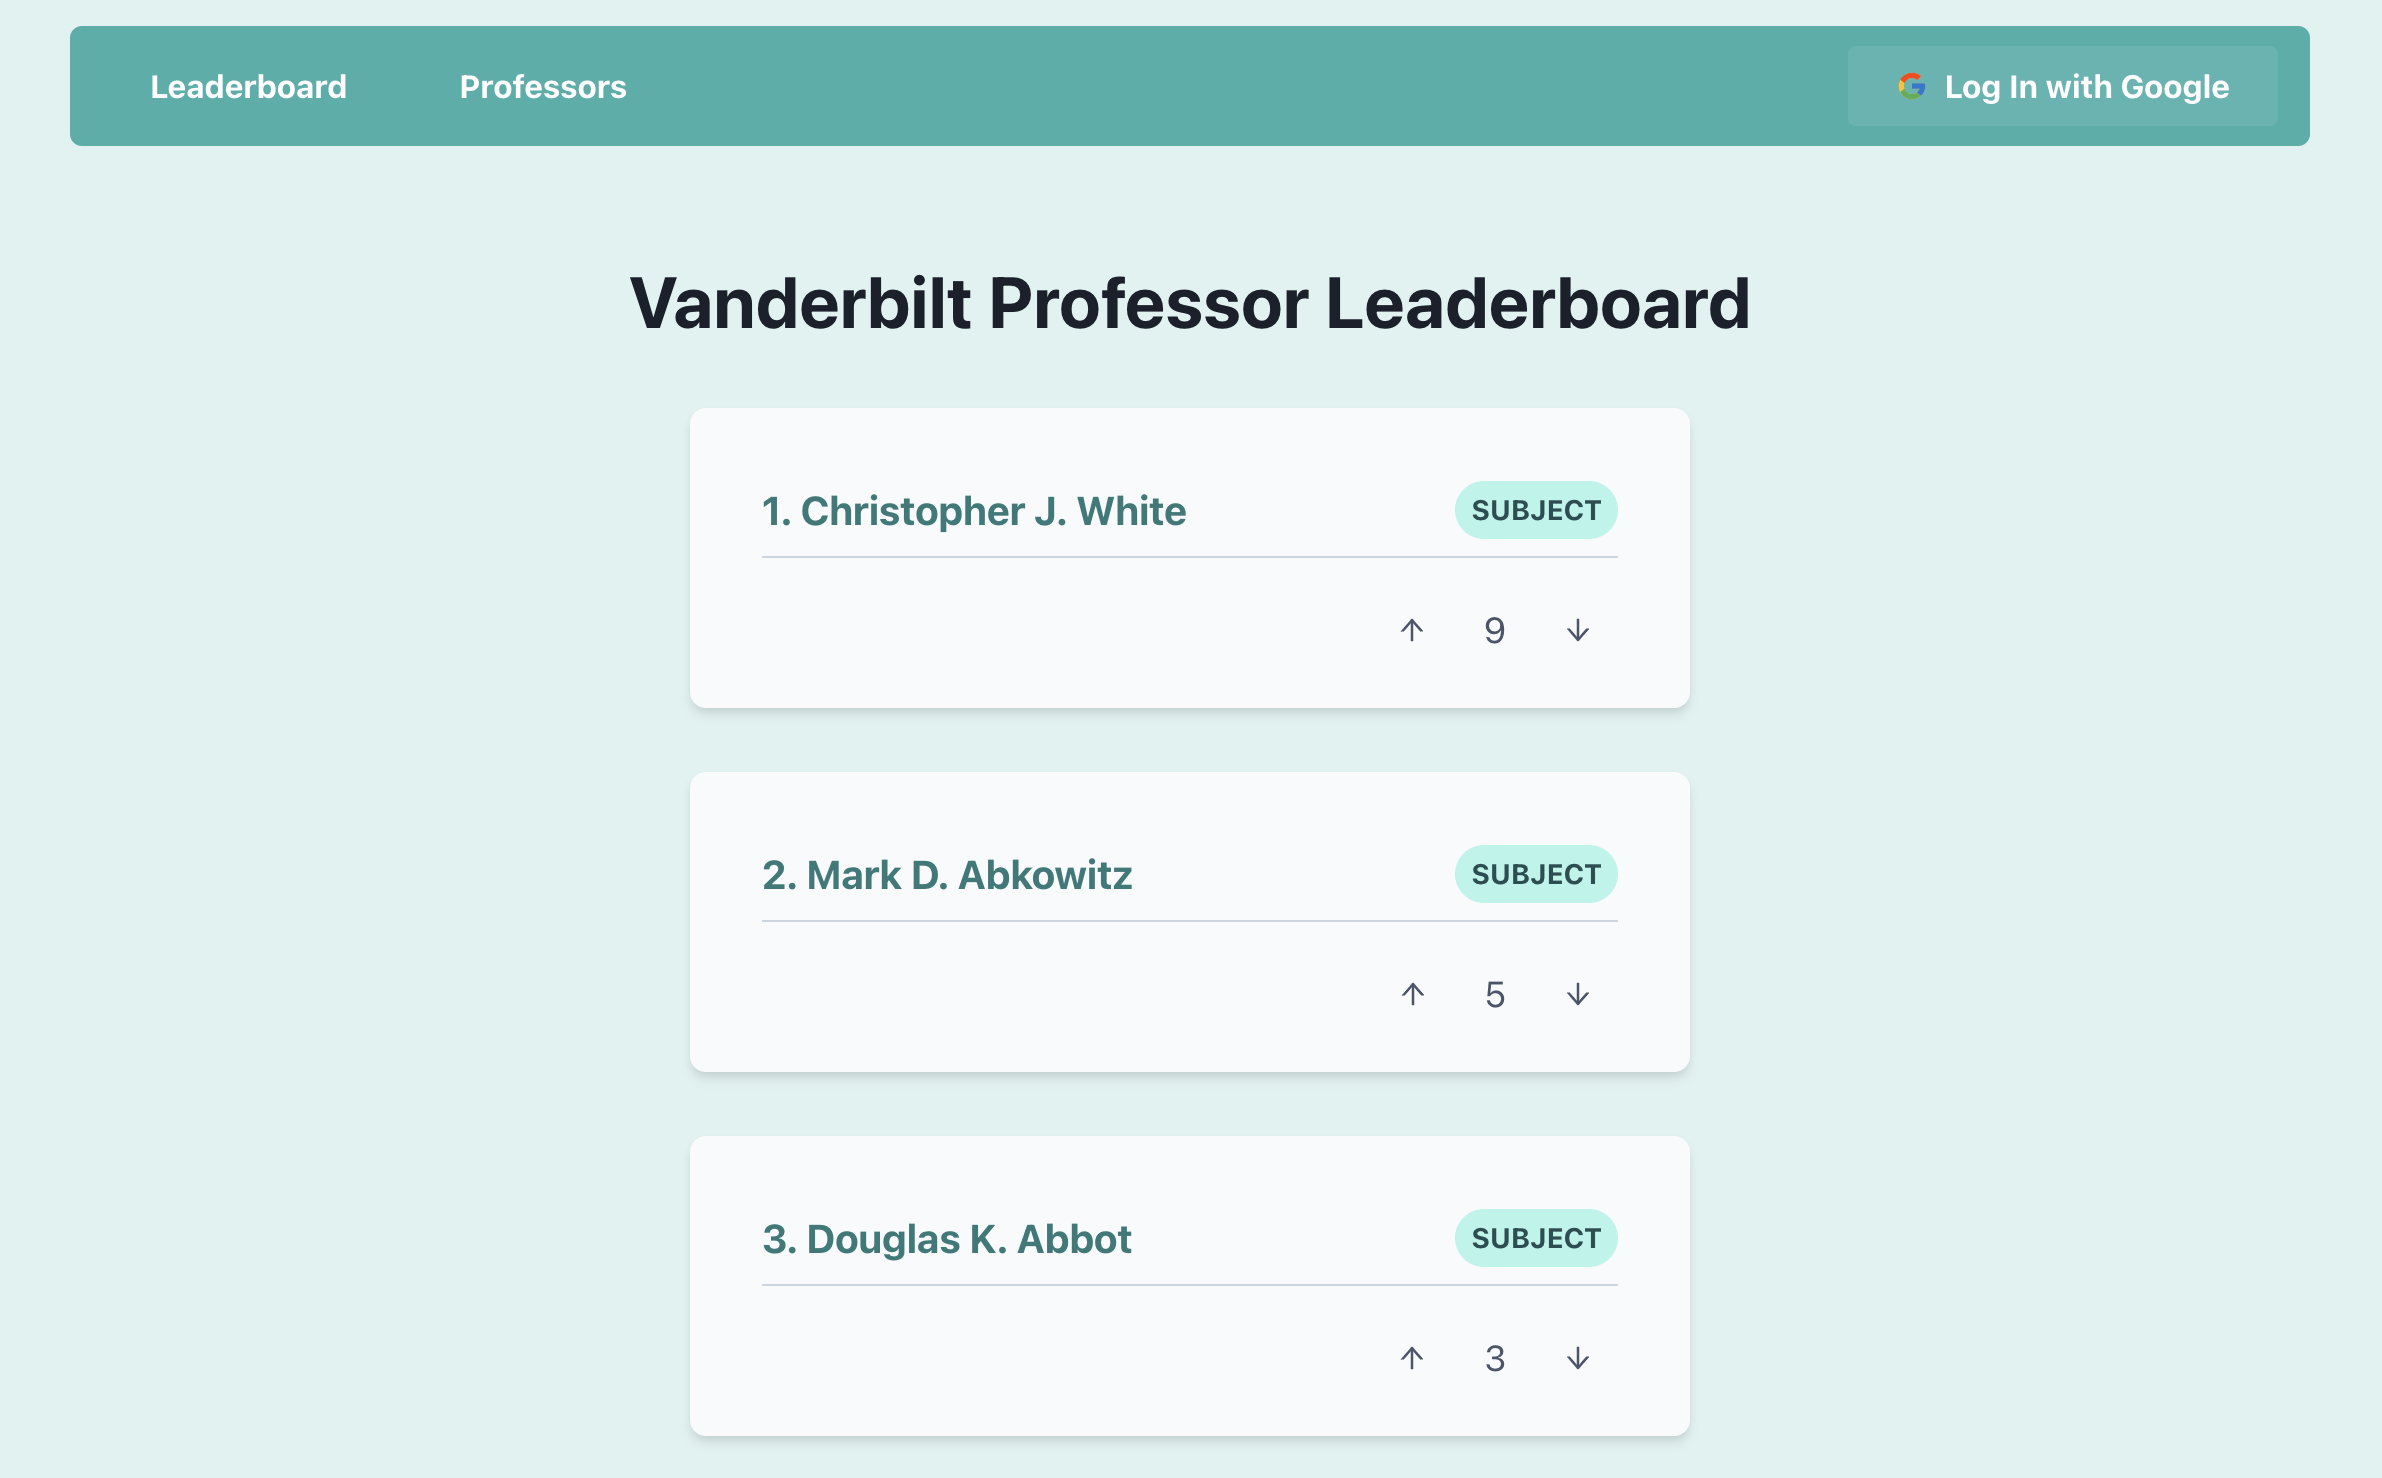 Leaderboard Professors Log In with Google
Vanderbilt Professor Leaderboard
1. Christopher J. White SUBJECT
↑ 9 ↓
2. Mark D. Abkowitz SUBJECT
↑ 5 ↓
3. Douglas K. Abbot SUBJECT
↑ 3 ↓